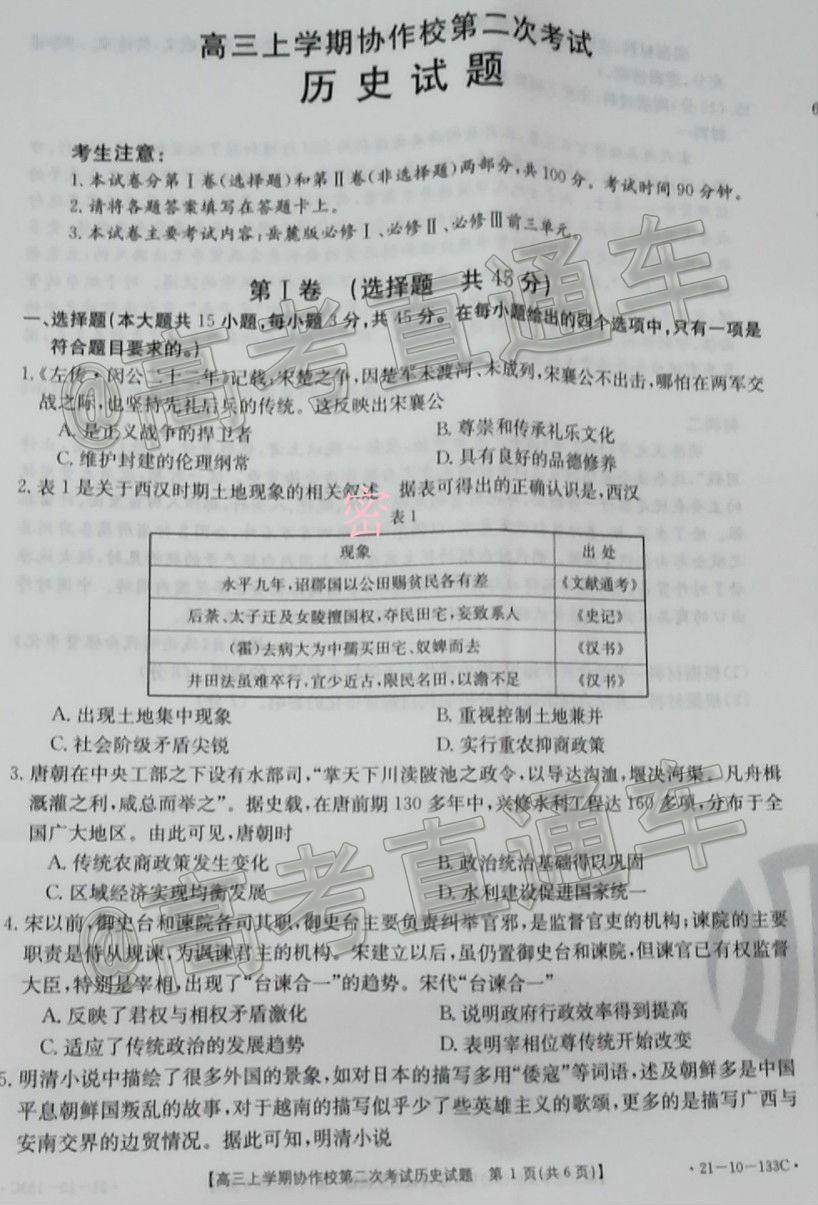 高三上学期协作校第二次考试
历史试题
考生注意:
1.本试卷分第Ⅰ卷(选择题)和第Ⅱ卷(非选择题)两部分,共100分。考试时间90分钟。
2.请将各题答案填写在答题卡上。
3.本试卷主要考试内容:岳麓版必修Ⅰ、必修Ⅱ、必修Ⅲ前三单元。
第Ⅰ卷 (选择题 共45分)
一、选择题(本大题共15小题,每小题3分,共45分。在每小题给出的四个选项中,只有一项是
符合题目要求的。)
1.《左传·闵公二十二年》记载:宋楚之争,因楚军未渡河、未成列,宋襄公不出击,哪怕在两军交
战之际,也坚持先礼后兵的传统。这反映出宋襄公
A.是正义战争的捍卫者 B.尊崇和传承礼乐文化
C.维护封建的伦理纲常 D.具有良好的品德修养
2.表1是关于西汉时期土地现象的相关叙述 据表可得出的正确认识是,西汉
密
表1
现象 出处
永平九年,诏郡国以公田赐贫民各有差 《文献通考》
后荼、太子迁及女陵擅国权,夺民田宅,妄致系人 《史记》
(霍)去病大为中孺买田宅、奴婢而去 《汉书》
井田法虽难卒行,宜少近古,限民名田,以澹不足 《汉书》
A.出现土地集中现象 B.重视控制土地兼并
C.社会阶级矛盾尖锐 D.实行重农抑商政策
3.唐朝在中央工部之下设有水部司,“掌天下川渎陂池之政令,以导达沟洫,堰决河渠。凡舟楫
溉灌之利,咸总而举之”。据史载,在唐前期130多年中,兴修水利工程达160多项,分布于全
国广大地区。由此可见,唐朝时
A.传统农商政策发生变化 B.政治统治基础得以巩固
C.区域经济实现均衡发展 D.水利建设促进国家统一
4.宋以前,御史台和谏院各司其职,御史台主要负责纠举官邪,是监督官吏的机构;谏院的主要
职责是侍从规谏,为讽谏君主的机构。宋建立以后,虽仍置御史台和谏院,但谏官已有权监督
大臣,特别是宰相,出现了“台谏合一”的趋势。宋代“台谏合一”
A.反映了君权与相权矛盾激化 B.说明政府行政效率得到提高
C.适应了传统政治的发展趋势 D.表明宰相位尊传统开始改变
5.明清小说中描绘了很多外国的景象,如对日本的描写多用“倭寇”等词语,述及朝鲜多是中国
平息朝鲜国叛乱的故事,对于越南的描写似乎少了些英雄主义的歌颂,更多的是描写广西与
安南交界的边贸情况。据此可知,明清小说
【高三上学期协作校第二次考试历史试题 第1页(共6页)】 ·21-10-133C·
@高考直通车
@高考直通车